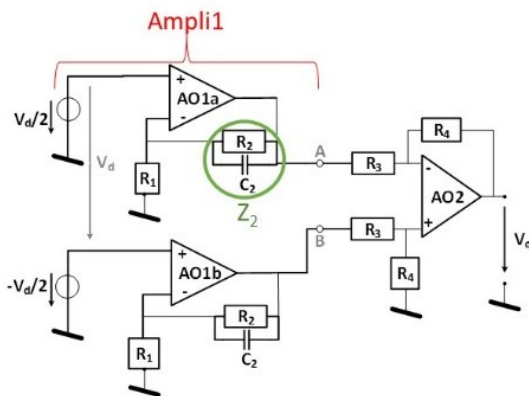 Ampli1
+
AO1a
-
Vd/2
Vd
R2
C2
Z2
R1
A
R3
R4
-
AO2
+
B
R3
R4
Vo
-Vd/2
+
AO1b
-
R2
C2
R1